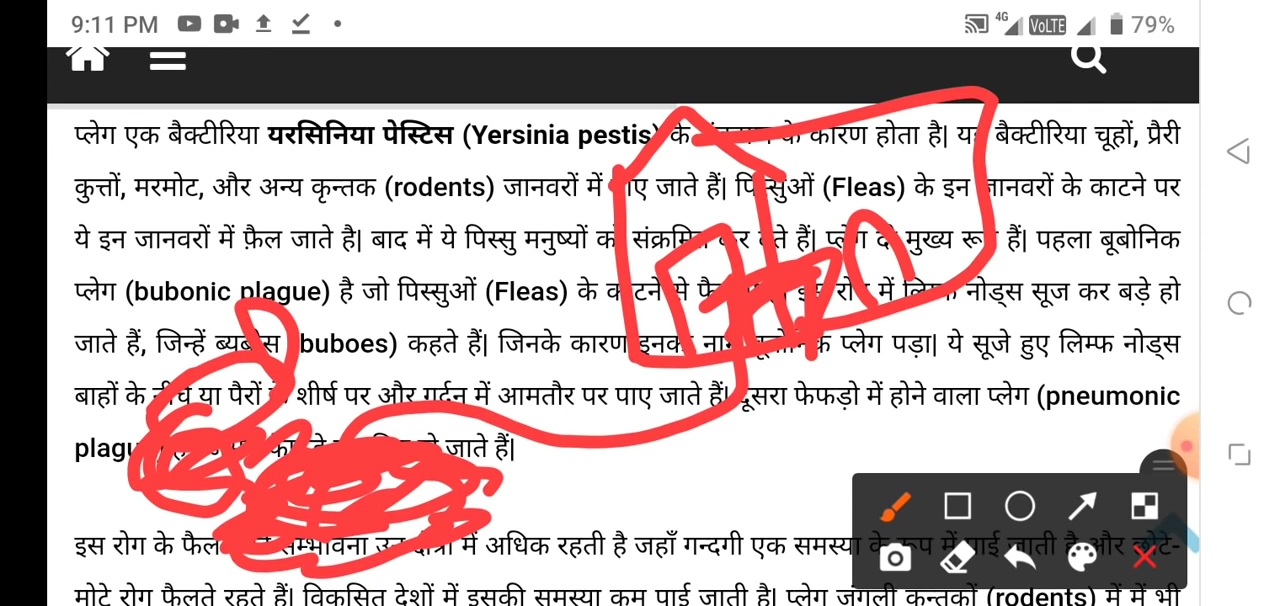 9:11 PM 4G VoLTE 79%
प्लेग एक बैक्टीरिया यरसिनिया पेस्टिस (Yersinia pestis) के के कारण होता है| यह बैक्टीरिया चूहों, प्रैरी
कुत्तों, मरमोट, और अन्य कृन्तक (rodents) जानवरों में पाए जाते हैं| पिस्सुओं (Fleas) के इन जानवरों के काटने पर
ये इन जानवरों में फ़ैल जाते है| बाद में ये पिस्सु मनुष्यों को संक्रमित कर देते हैं| प्लेग के मुख्य रूप हैं| पहला बूबोनिक
प्लेग (bubonic plague) है जो पिस्सुओं (Fleas) के काटने से इस रोग में लिम्फ नोड्स सूज कर बड़े हो
जाते हैं, जिन्हें ब्यूबोस (buboes) कहते हैं| जिनके कारण इनका नाम बूबोनिक प्लेग पड़ा| ये सूजे हुए लिम्फ नोड्स
बाहों के नीचे या पैरों के शीर्ष पर और गर्दन में आमतौर पर पाए जाते हैं| दूसरा फेफड़ो में होने वाला प्लेग (pneumonic
जाते हैं|
इस रोग के फैलने की सम्भावना उन क्षेत्रों में अधिक रहती है जहाँ गन्दगी एक समस्या के रूप में पाई जाती है और छोटे-
मोटे रोग फैलते रहते हैं| विकसित देशों में इसकी समस्या कम पाई जाती है| प्लेग जंगली कृन्तकों (rodents) में में भी